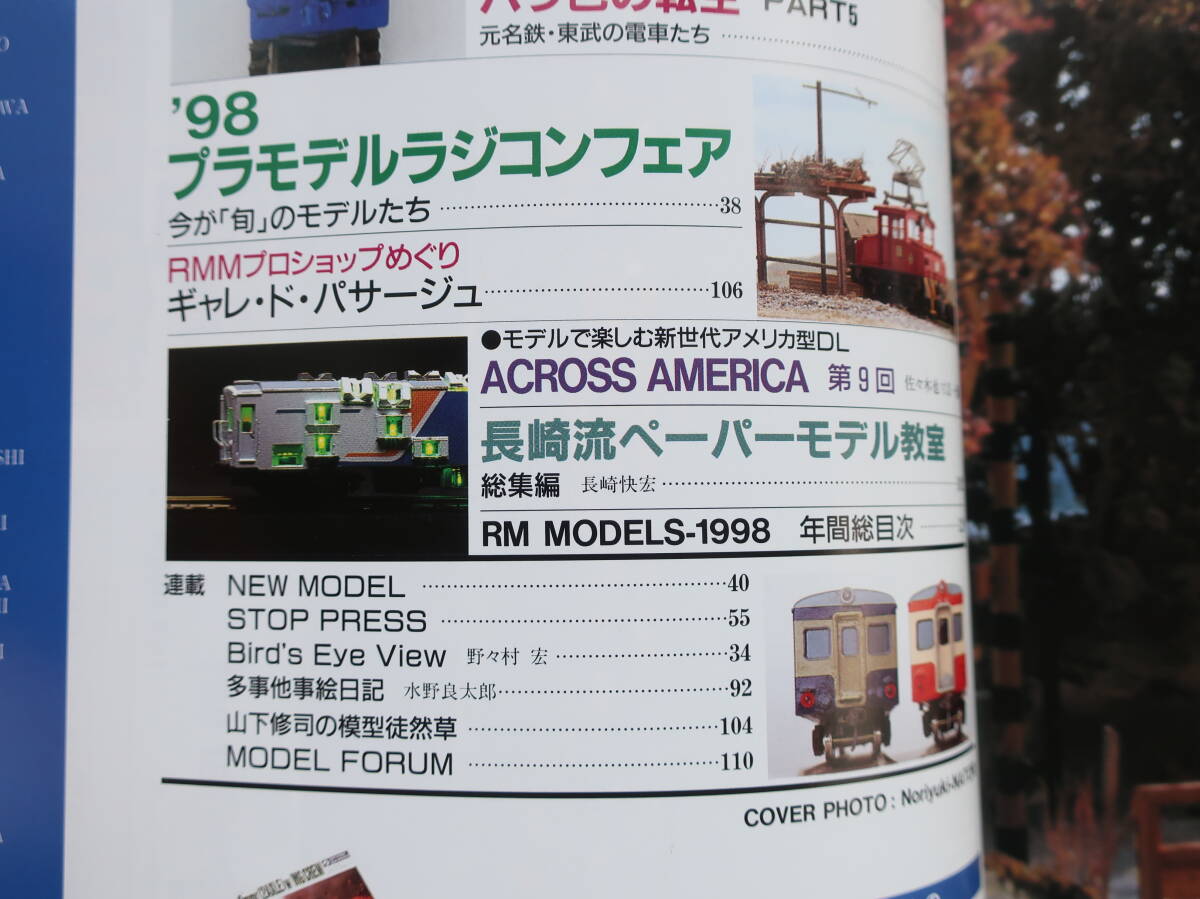 PART5
元名鉄・東武の電車たち
'98
プラモデルラジコンフェア
今が「旬」のモデルたち 38
RMMプロショップめぐり
ギャレ・ド・パサージュ 106
●モデルで楽しむ新世代アメリカ型DL
ACROSS AMERICA 第9回
長崎流ペーパーモデル教室
総集編 長崎快宏
RM MODELS-1998 年間総目次
連載 NEW MODEL 40
STOP PRESS 55
Bird's Eye View 野々村 宏 34
多事他事絵日記 水野良太郎 92
山下修司の模型徒然草 104
MODEL FORUM 110
COVER PHOTO : Noriyuki